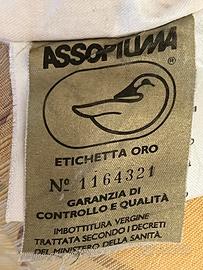 ASSOPIUMA
®
ETICHETTA ORO
Nº 1164321
GARANZIA DI
CONTROLLO E QUALITÀ
IMBOTTITURA VERGINE
TRATTATA SECONDO I DECRETI
DEL MINISTERO DELLA SANITÀ.